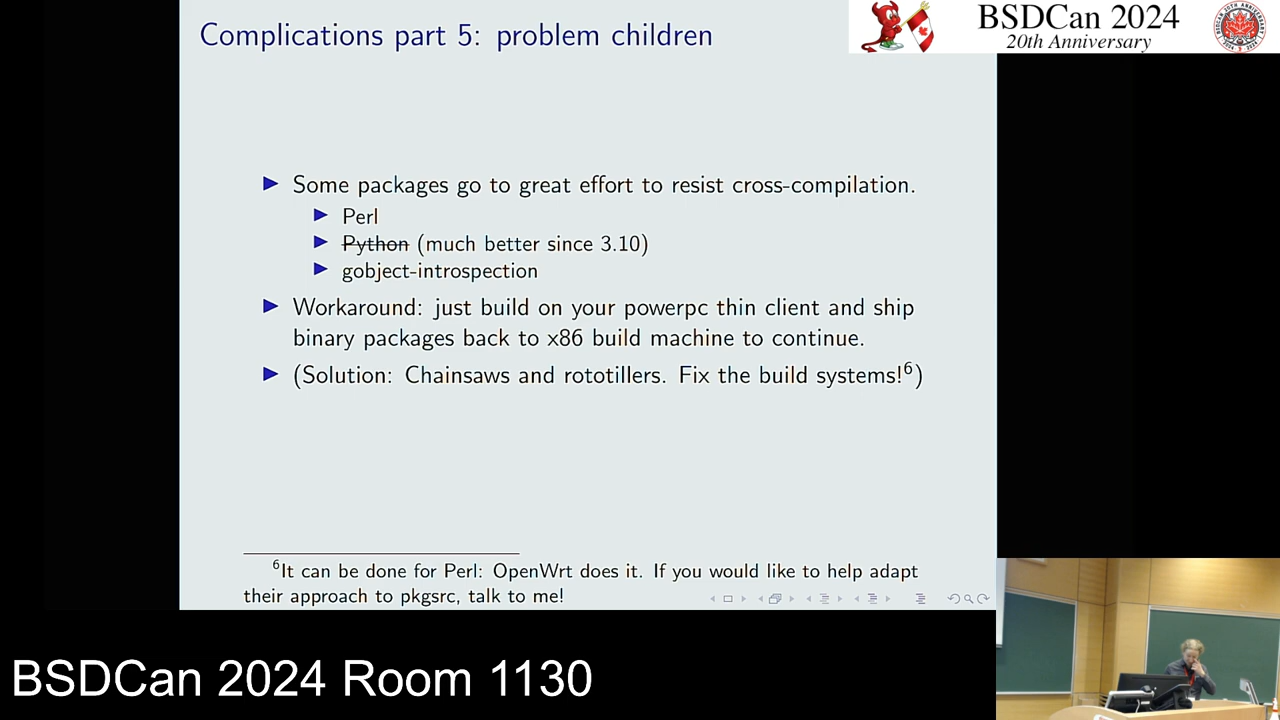 Complications part 5: problem children
BSDCan 2024
20th Anniversary
▶ Some packages go to great effort to resist cross-compilation.
▶ Perl
▶ Python (much better since 3.10)
▶ gobject-introspection
▶ Workaround: just build on your powerpc thin client and ship
binary packages back to x86 build machine to continue.
▶ (Solution: Chainsaws and rototillers. Fix the build systems!⁶)
⁶It can be done for Perl: OpenWrt does it. If you would like to help adapt
their approach to pkgsrc, talk to me!
BSDCan 2024 Room 1130